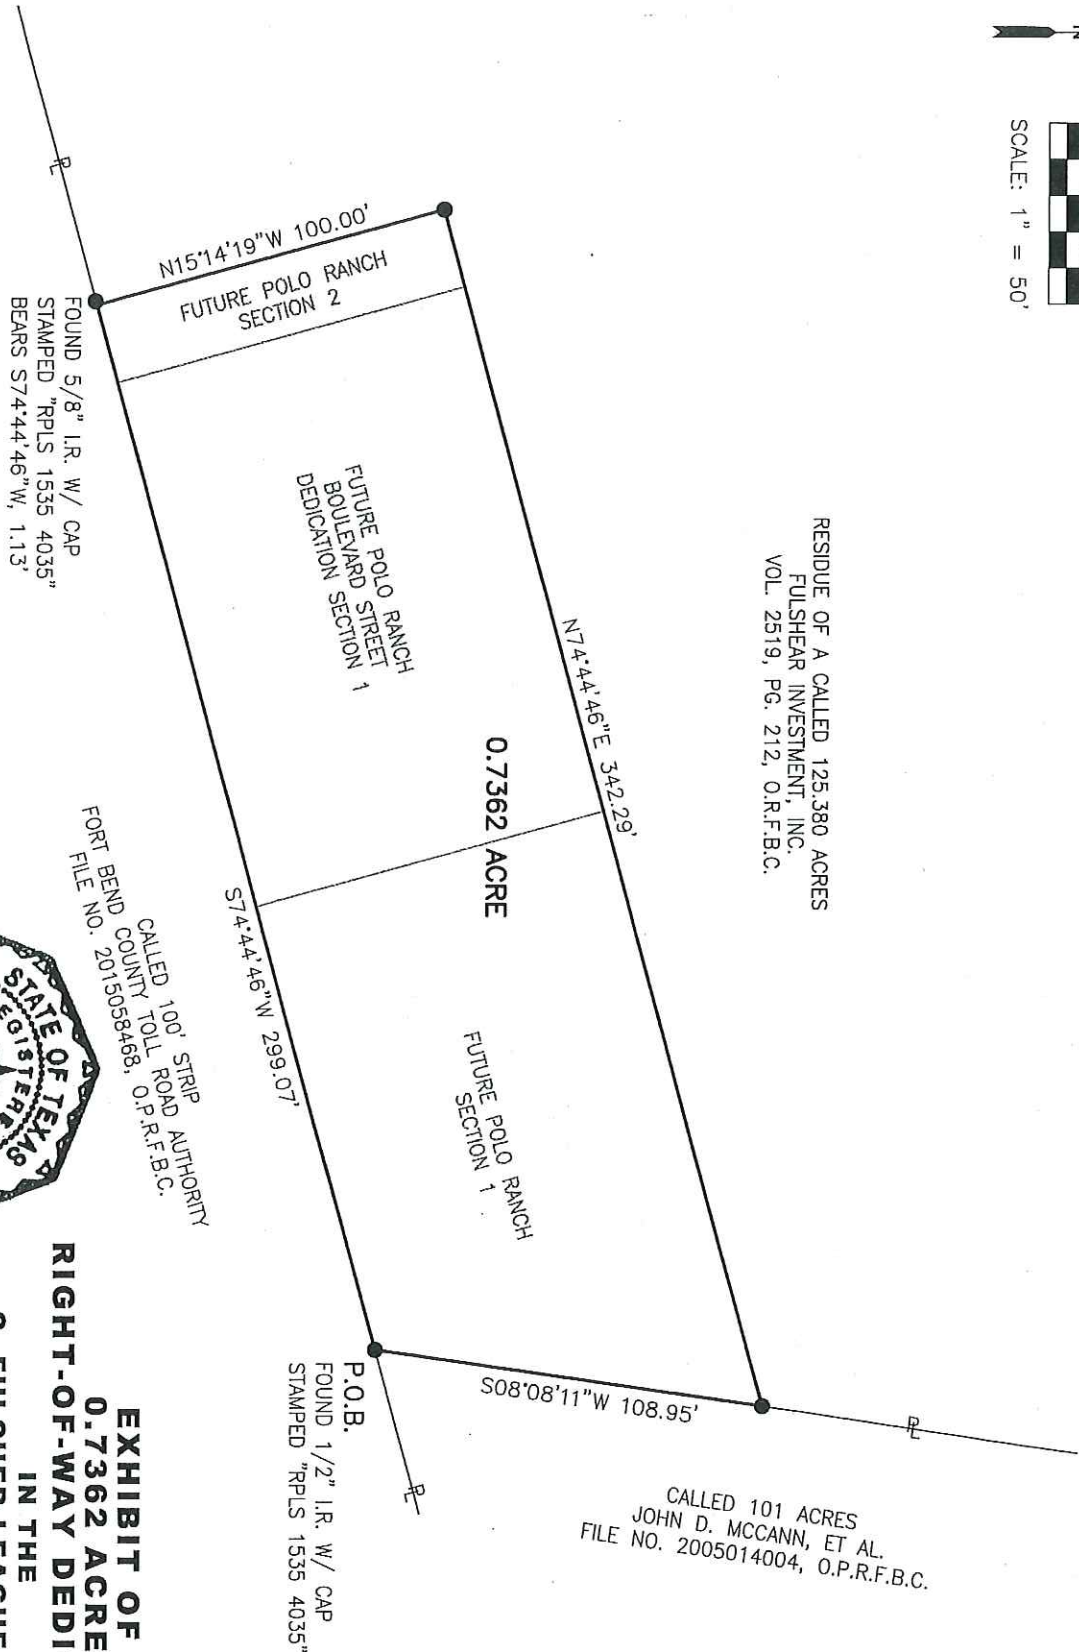 SCALE: 1" = 50'
RESIDUE OF A CALLED 125.380 ACRES
FULSHEAR INVESTMENT, INC.
VOL. 2519, PG. 212, O.R.F.B.C.
N15°14'19"W 100.00'
FUTURE POLO RANCH
SECTION 2
N74°44'46"E 342.29'
FUTURE POLO RANCH
BOULEVARD STREET
DEDICATION SECTION 1
0.7362 ACRE
FUTURE POLO RANCH
SECTION 1
S08°08'11"W 108.95'
CALLED 101 ACRES
JOHN D. MCCANN, ET AL.
FILE NO. 2005014004, O.P.R.F.B.C.
S74°44'46"W 299.07'
FOUND 5/8" I.R. W/ CAP
STAMPED "RPLS 1535 4035"
BEARS S74°44'46"W, 1.13'
P.O.B.
FOUND 1/2" I.R. W/ CAP
STAMPED "RPLS 1535 4035"
CALLED 100' STRIP
FORT BEND COUNTY TOLL ROAD AUTHORITY
FILE NO. 2015058468, O.P.R.F.B.C.
STATE OF TEXAS
EXHIBIT OF
0.7362 ACRE
RIGHT-OF-WAY DEDI
IN THE